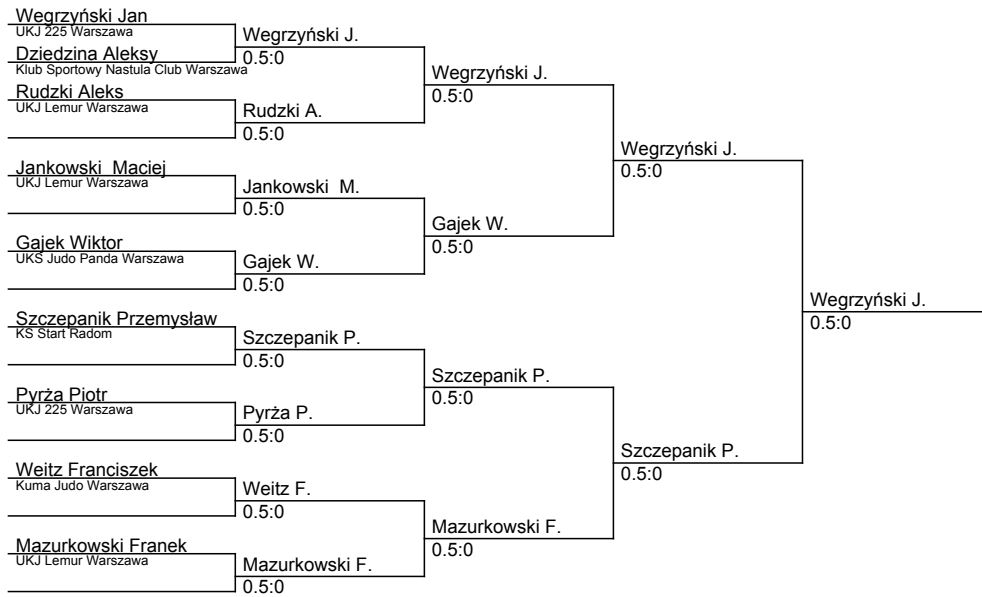 Wegrzyński Jan
UKJ 225 Warszawa
Dziedzina Aleksy
Klub Sportowy Nastula Club Warszawa
Rudzki Aleks
UKJ Lemur Warszawa
Jankowski  Maciej
UKJ Lemur Warszawa
Gajek Wiktor
UKS Judo Panda Warszawa
Szczepanik Przemysław
KS Start Radom
Pyrża Piotr
UKJ 225 Warszawa
Weitz Franciszek
Kuma Judo Warszawa
Mazurkowski Franek
UKJ Lemur Warszawa
Wegrzyński J.
0.5:0
Rudzki A.
0.5:0
Jankowski  M.
0.5:0
Gajek W.
0.5:0
Szczepanik P.
0.5:0
Pyrża P.
0.5:0
Weitz F.
0.5:0
Mazurkowski F.
0.5:0
Wegrzyński J.
0.5:0
Gajek W.
0.5:0
Szczepanik P.
0.5:0
Mazurkowski F.
0.5:0
Wegrzyński J.
0.5:0
Szczepanik P.
0.5:0
Wegrzyński J.
0.5:0